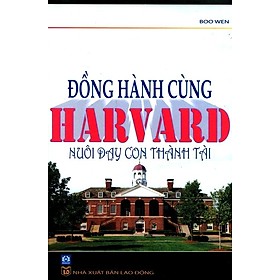 BOO WEN
ĐỒNG HÀNH CÙNG
HARVARD
NUÔI DẠY CON THÀNH TÀI
NHÀ XUẤT BẢN LAO ĐỘNG